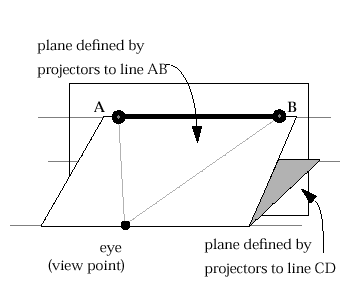 plane defined by
projectors to line AB
A
B
eye
(view point)
plane defined by
projectors to line CD